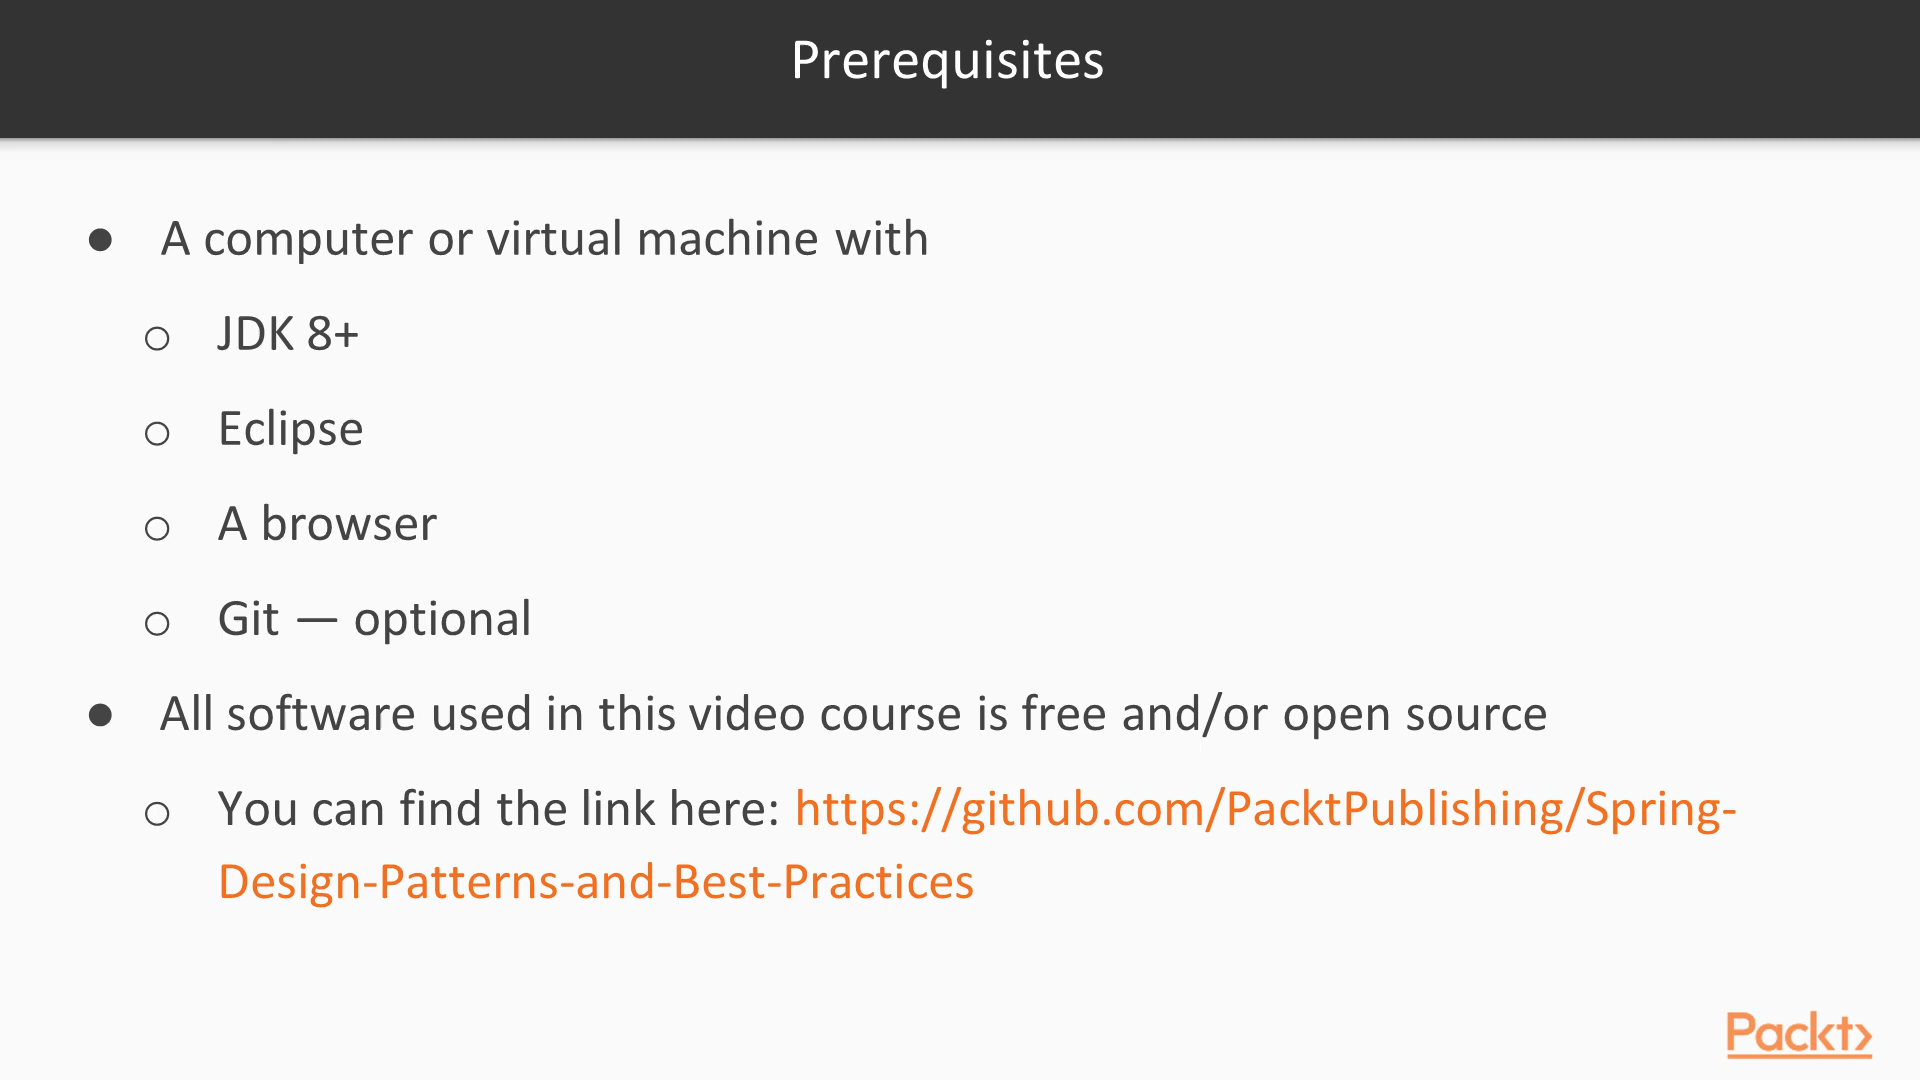 Prerequisites
● A computer or virtual machine with
○ JDK 8+
○ Eclipse
○ A browser
○ Git — optional
● All software used in this video course is free and/or open source
○ You can find the link here: https://github.com/PacktPublishing/Spring-
Design-Patterns-and-Best-Practices
Packt>